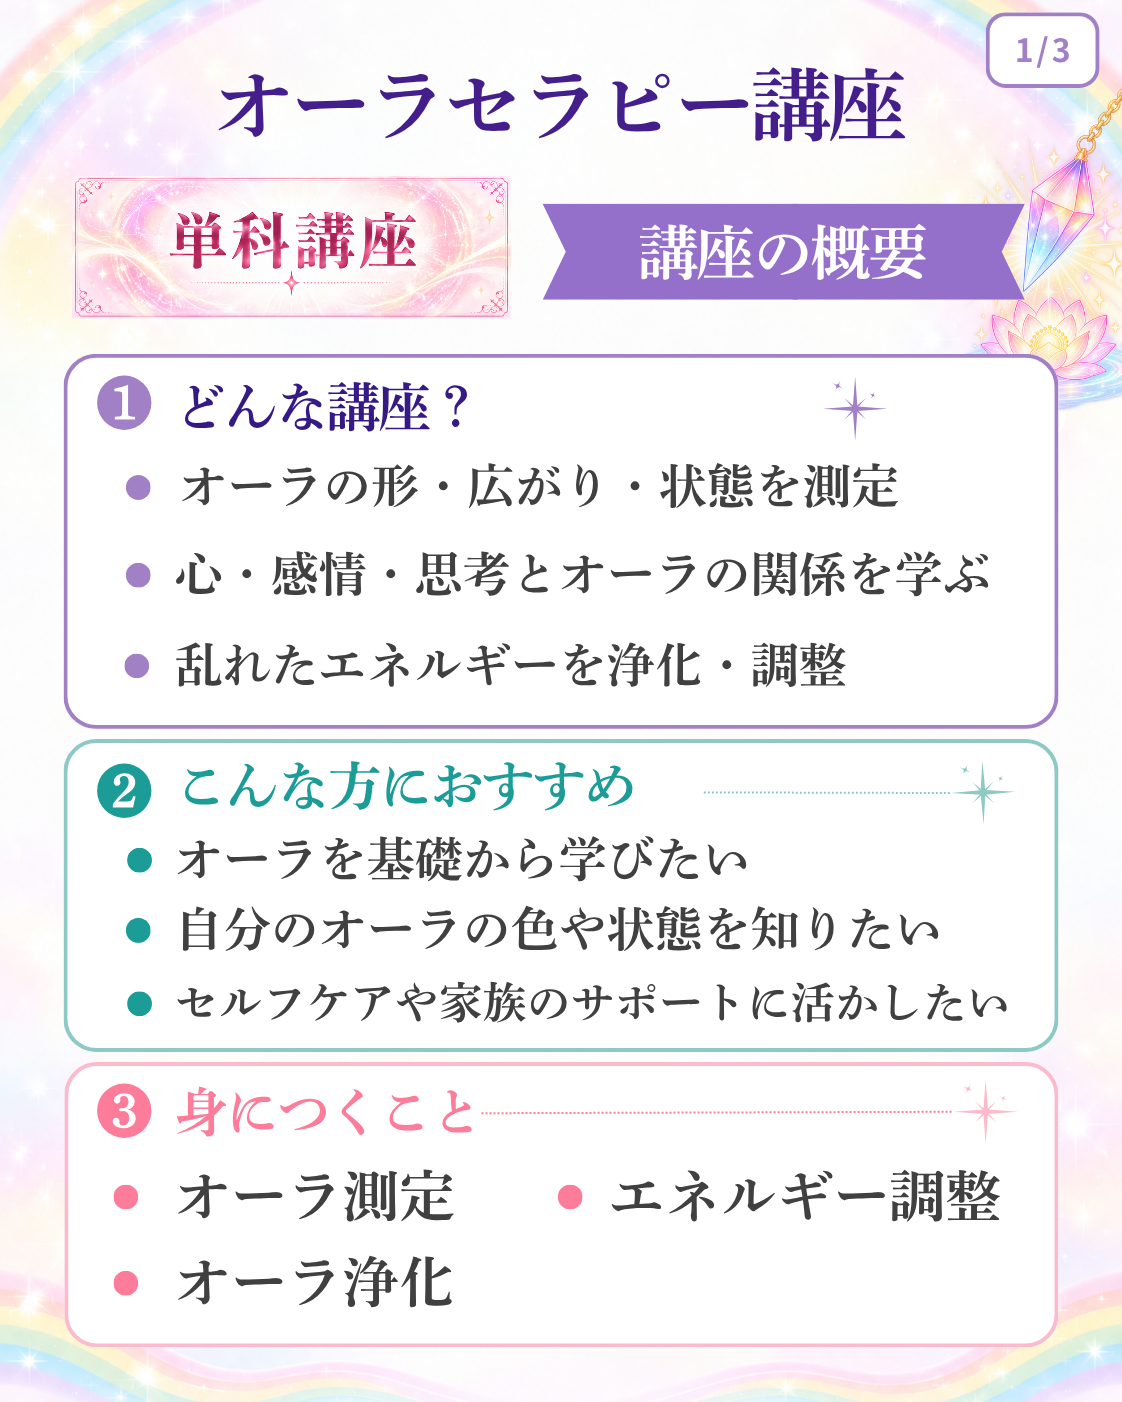 1/3
オーラセラピー講座
単科講座
講座の概要
1 どんな講座？
● オーラの形・広がり・状態を測定
● 心・感情・思考とオーラの関係を学ぶ
● 乱れたエネルギーを浄化・調整
2 こんな方におすすめ
● オーラを基礎から学びたい
● 自分のオーラの色や状態を知りたい
● セルフケアや家族のサポートに活かしたい
3 身につくこと
● オーラ測定
● エネルギー調整
● オーラ浄化